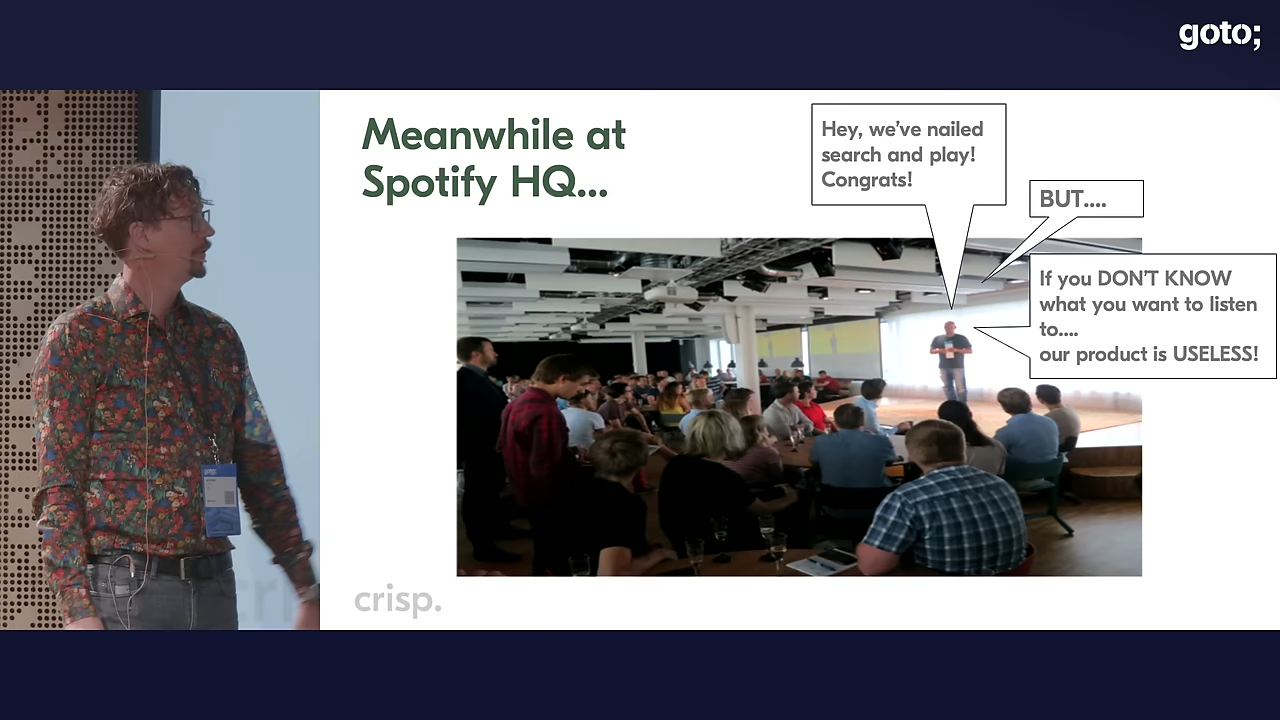 goto;
Meanwhile at
Spotify HQ...
Hey, we've nailed
search and play!
Congrats!
BUT....
If you DON'T KNOW
what you want to listen
to....
our product is USELESS!
crisp.